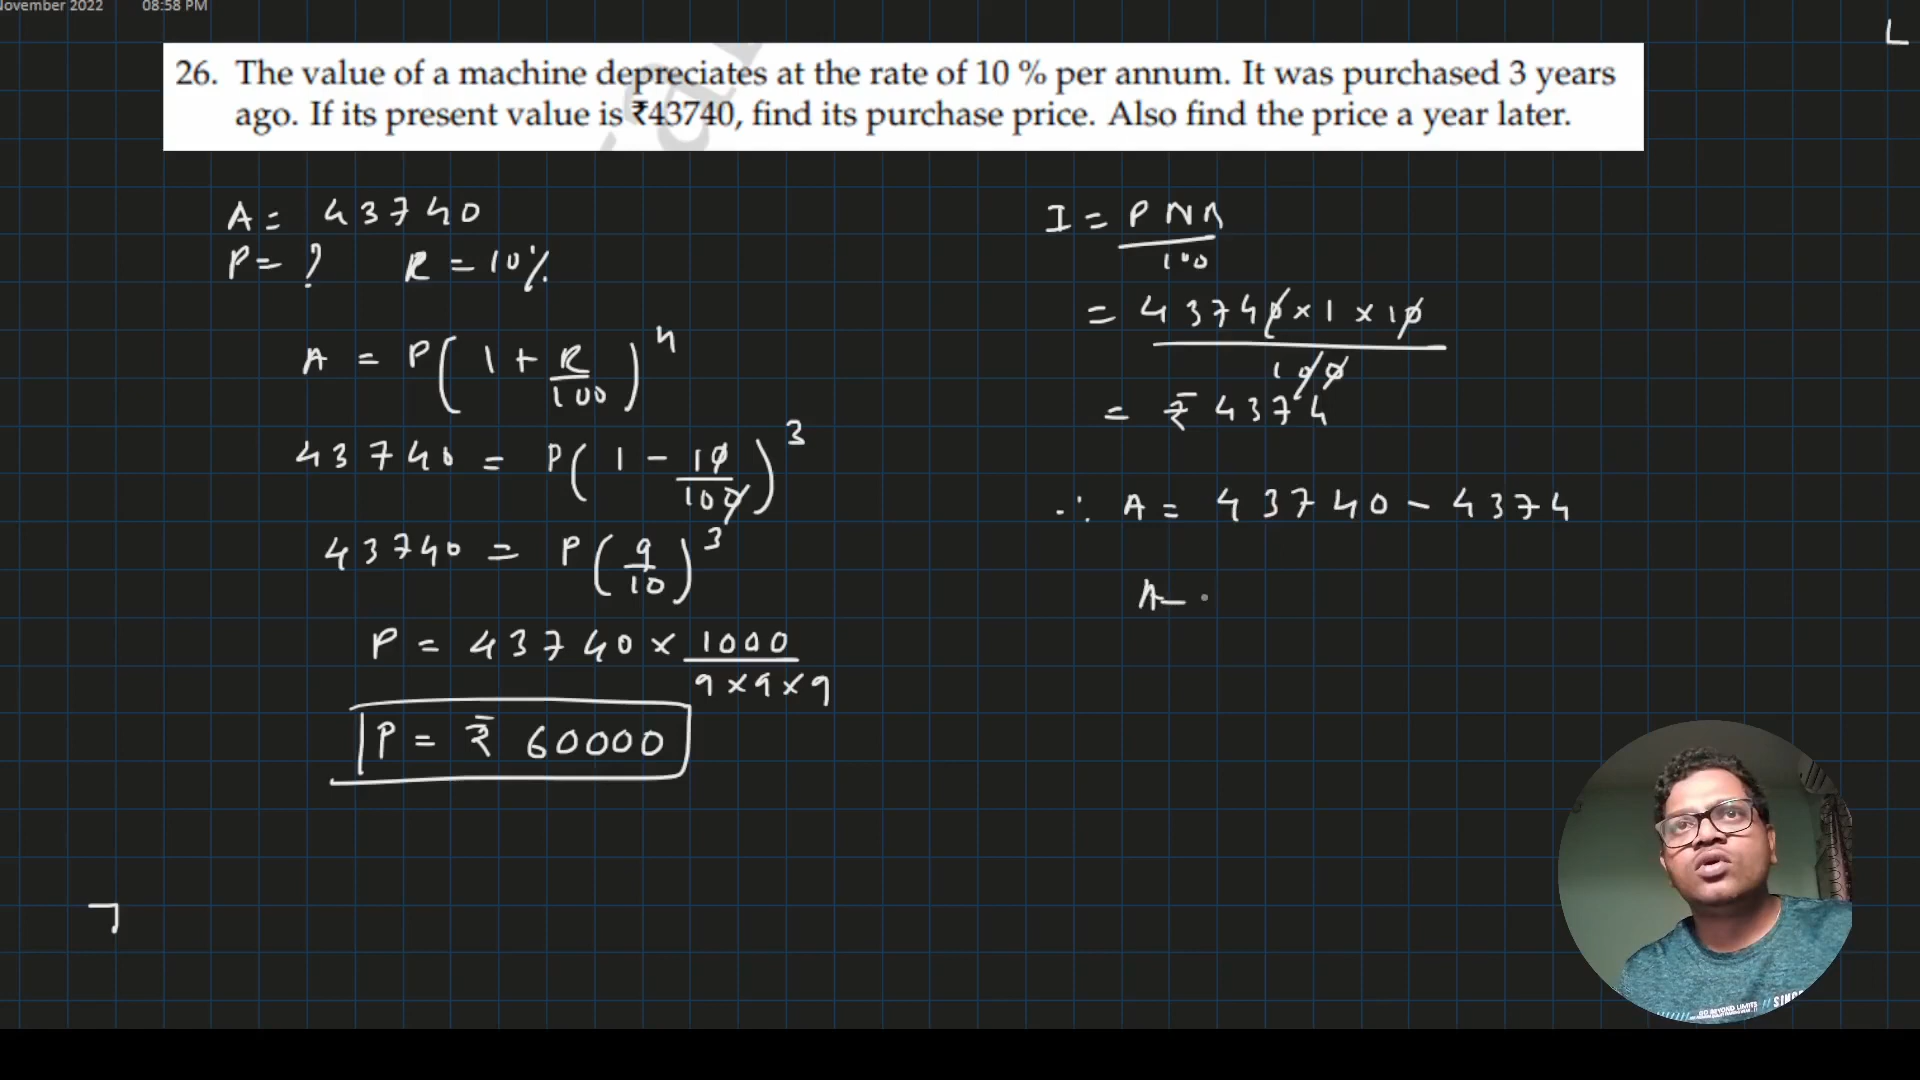 November 2022 08:58 PM
26. The value of a machine depreciates at the rate of 10 % per annum. It was purchased 3 years
ago. If its present value is ₹43740, find its purchase price. Also find the price a year later.
A = 43740
P = ? R = 10%
A = P(1 + R/100)^n
43740 = P(1 - 10/100)^3
43740 = P(9/10)^3
P = 43740 × 1000/9×9×9
P = ₹ 60000
I = PNR/100
= 43740 × 1 × 10/100
= ₹ 4374
∴ A = 43740 - 4374
A
GO BEYOND LIMITS